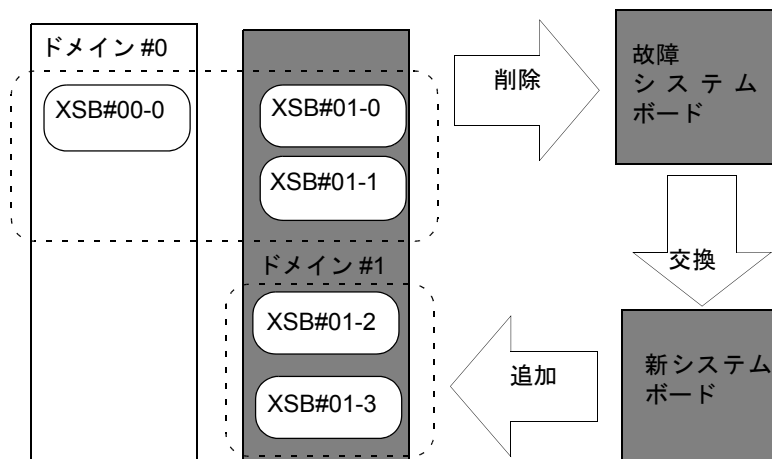 ドメイン #0
XSB#00-0
XSB#01-0
XSB#01-1
ドメイン #1
XSB#01-2
XSB#01-3
削除
故障
システム
ボード
交換
新システム
ボード
追加